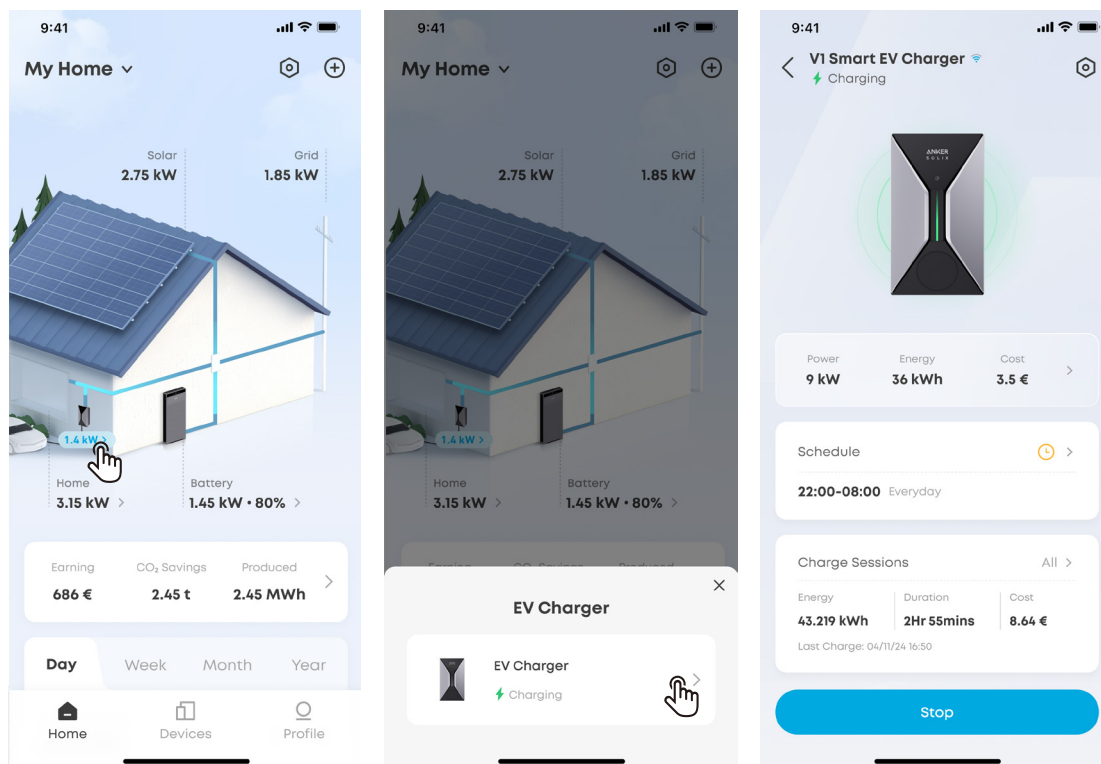 9:41
My Home
Solar
2.75 kW
Grid
1.85 kW
1.4 kW >
Home
3.15 kW >
Battery
1.45 kW • 80% >
Earning
686 €
CO₂ Savings
2.45 t
Produced
2.45 MWh
Day
Week
Month
Year
Home
Devices
Profile
9:41
My Home
Solar
2.75 kW
Grid
1.85 kW
1.4 kW >
Home
3.15 kW >
Battery
1.45 kW • 80% >
Earning
CO₂ Savings
Produced
EV Charger
EV Charger
Charging
9:41
V1 Smart EV Charger
Charging
ANKER
SOLIX
Power
9 kW
Energy
36 kWh
Cost
3.5 €
Schedule
22:00-08:00 Everyday
Charge Sessions
All >
Energy
43.219 kWh
Duration
2Hr 55mins
Cost
8.64 €
Last Charge: 04/11/24 16:50
Stop